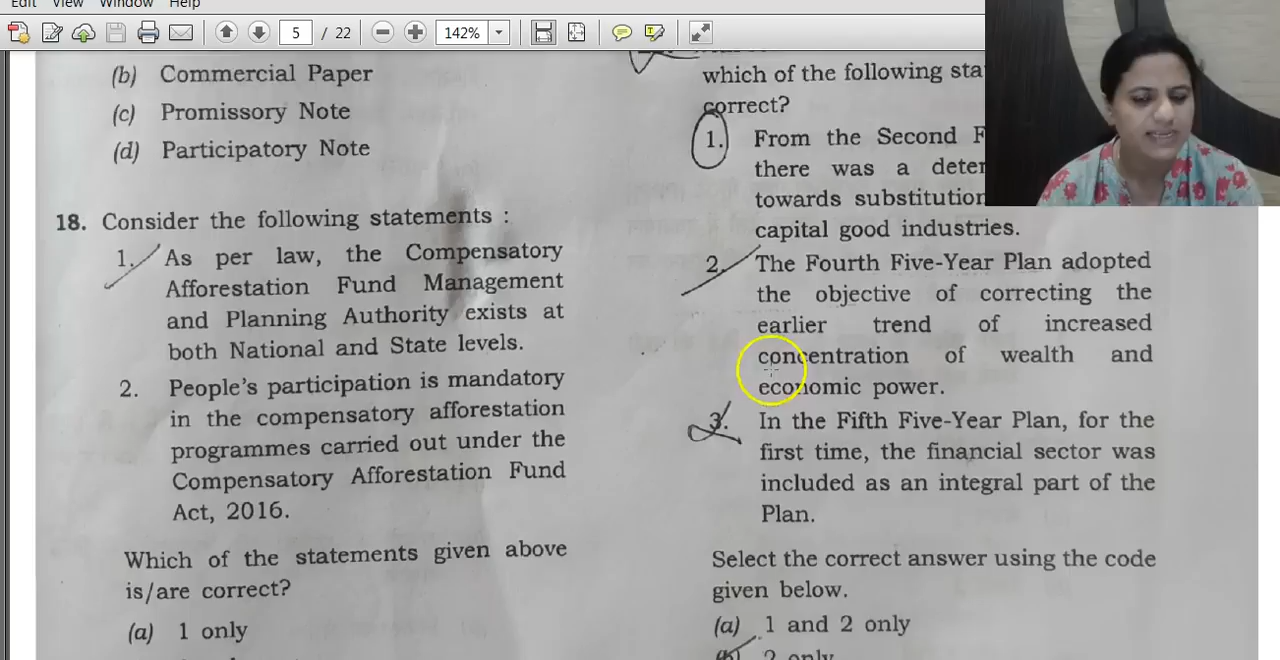 Edit View Window Help
5 / 22 142%
(b) Commercial Paper
(c) Promissory Note
(d) Participatory Note
18. Consider the following statements :
1. As per law, the Compensatory
Afforestation Fund Management
and Planning Authority exists at
both National and State levels.
2. People's participation is mandatory
in the compensatory afforestation
programmes carried out under the
Compensatory Afforestation Fund
Act, 2016.
Which of the statements given above
is/are correct?
(a) 1 only
which of the following
correct?
1. From the Second
there was a
towards
capital good industries.
2. The Fourth Five-Year Plan adopted
the objective of correcting the
earlier trend of increased
concentration of wealth and
economic power.
3. In the Fifth Five-Year Plan, for the
first time, the financial sector was
included as an integral part of the
Plan.
Select the correct answer using the code
given below.
(a) 1 and 2 only
(b) 2 only